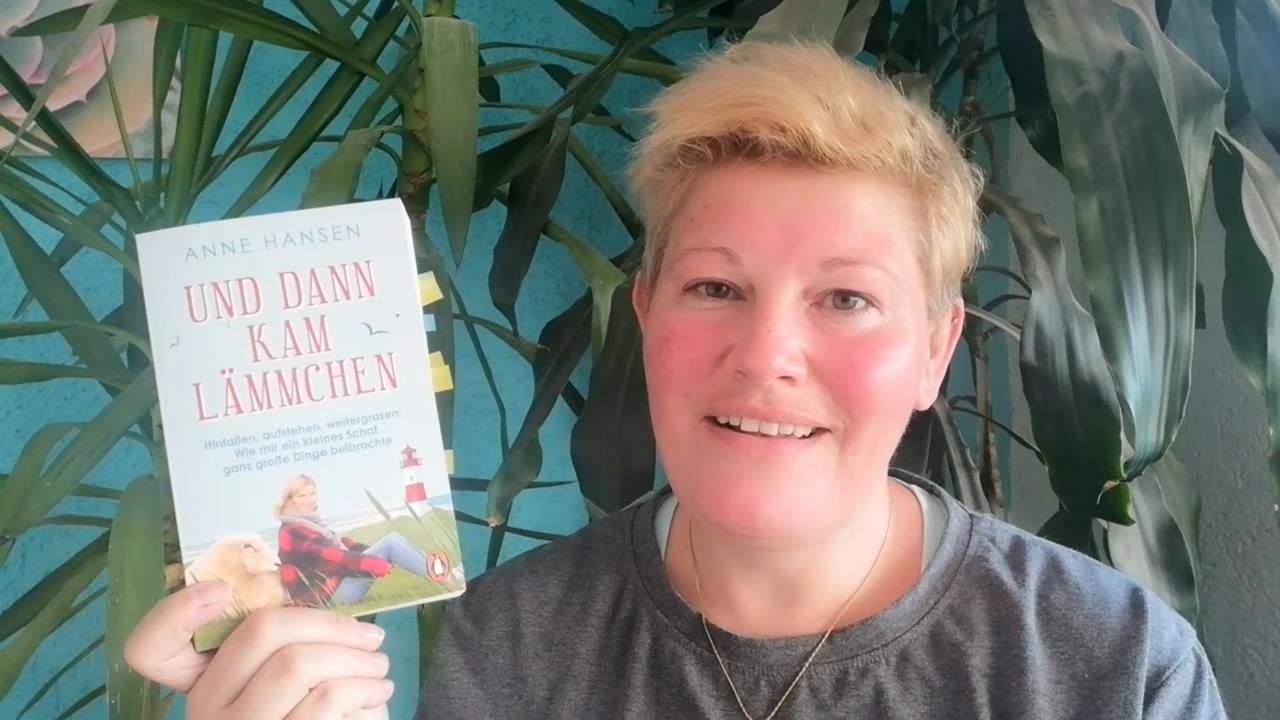 ANNE HANSEN
UND DANN
KAM
LÄMMCHEN
Hinfallen, aufstehen, weitergrasen:
Wie mir ein kleines Schaf
ganz große Dinge beibrachte